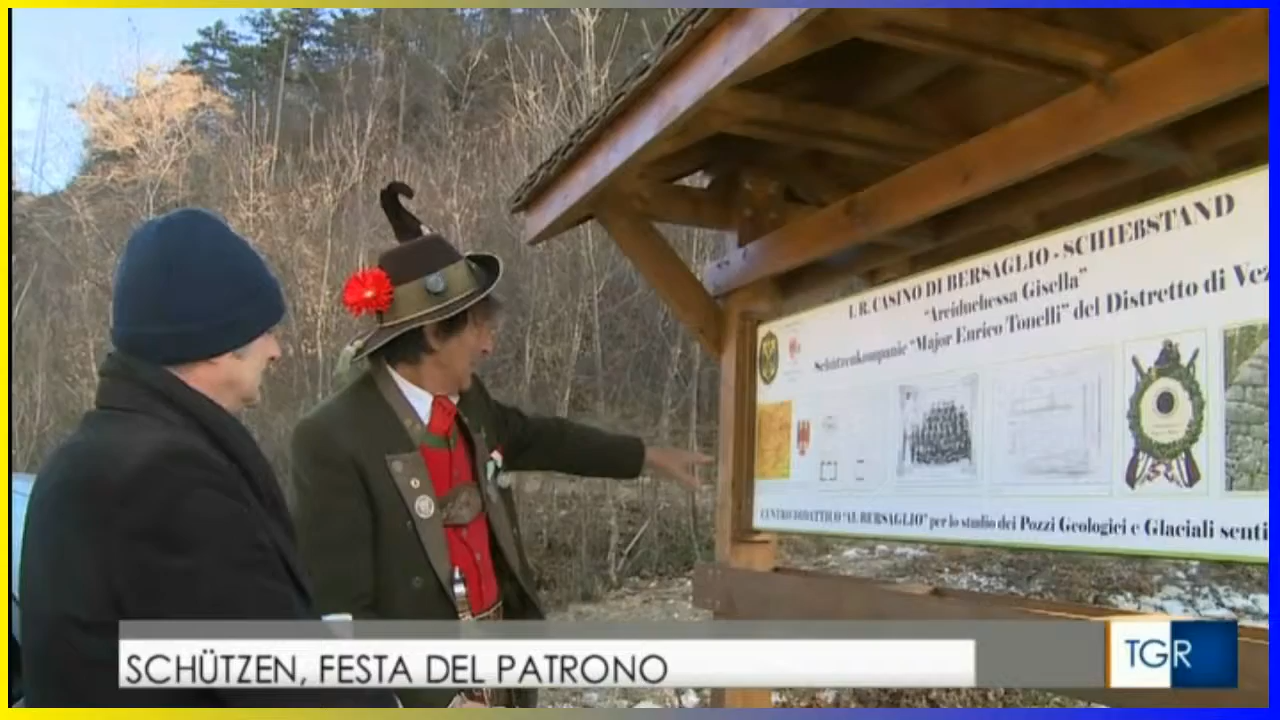 I. R. CASINO DI BERSAGLIO - SCHIEßSTAND
"Arciduchessa Gisella"
Schützenkompanie "Major Enrico Tonelli" del Distretto di Vez
CENTRO DIDATTICO "AL BERSAGLIO" per lo studio dei Pozzi Geologici e Glaciali senti
SCHÜTZEN, FESTA DEL PATRONO
TGR